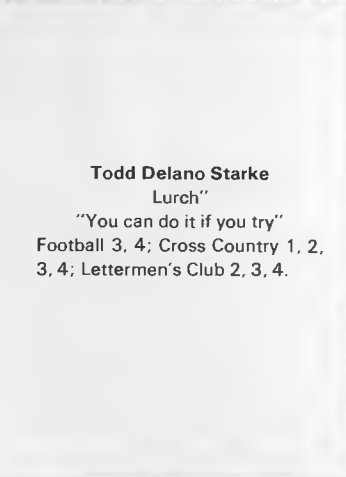 Todd Delano Starke
Lurch"
"You can do it if you try"
Football 3, 4; Cross Country 1, 2,
3, 4; Lettermen's Club 2, 3, 4.